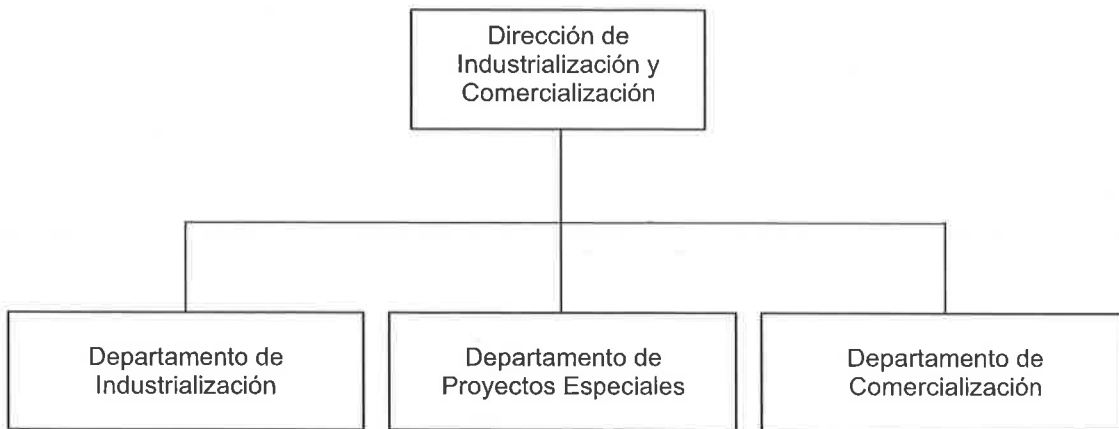 Dirección de
Industrialización y
Comercialización
Departamento de
Industrialización
Departamento de
Proyectos Especiales
Departamento de
Comercialización